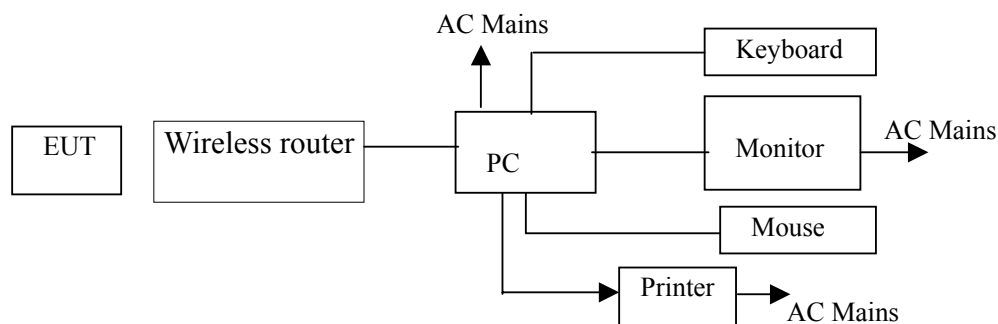 AC Mains
Keyboard
EUT
Wireless router
PC
Monitor
AC Mains
Mouse
Printer
AC Mains